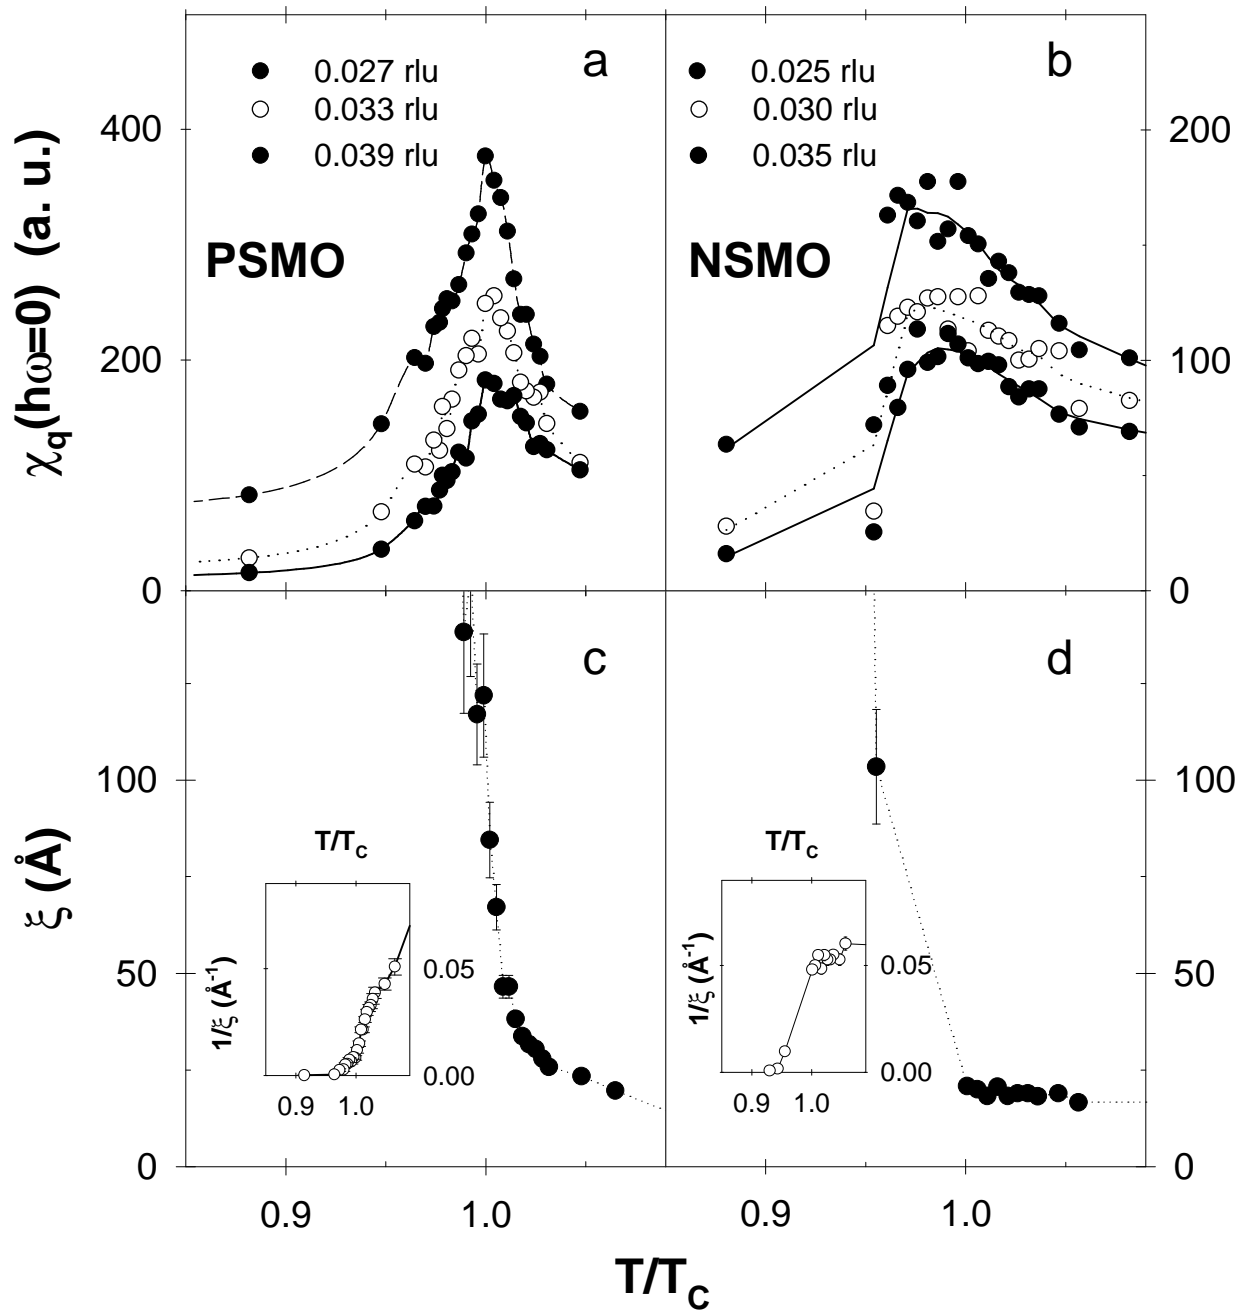 a
0.027 rlu
0.033 rlu
0.039 rlu
PSMO
b
0.025 rlu
0.030 rlu
0.035 rlu
NSMO
χq(hω=0) (a. u.)
400
200
0
200
100
0
c
T/TC
1/ξ (Å-1)
0.05
0.00
0.9
1.0
d
T/TC
1/ξ (Å-1)
0.05
0.00
0.9
1.0
ξ (Å)
100
50
0
100
50
0
0.9
1.0
0.9
1.0
T/TC